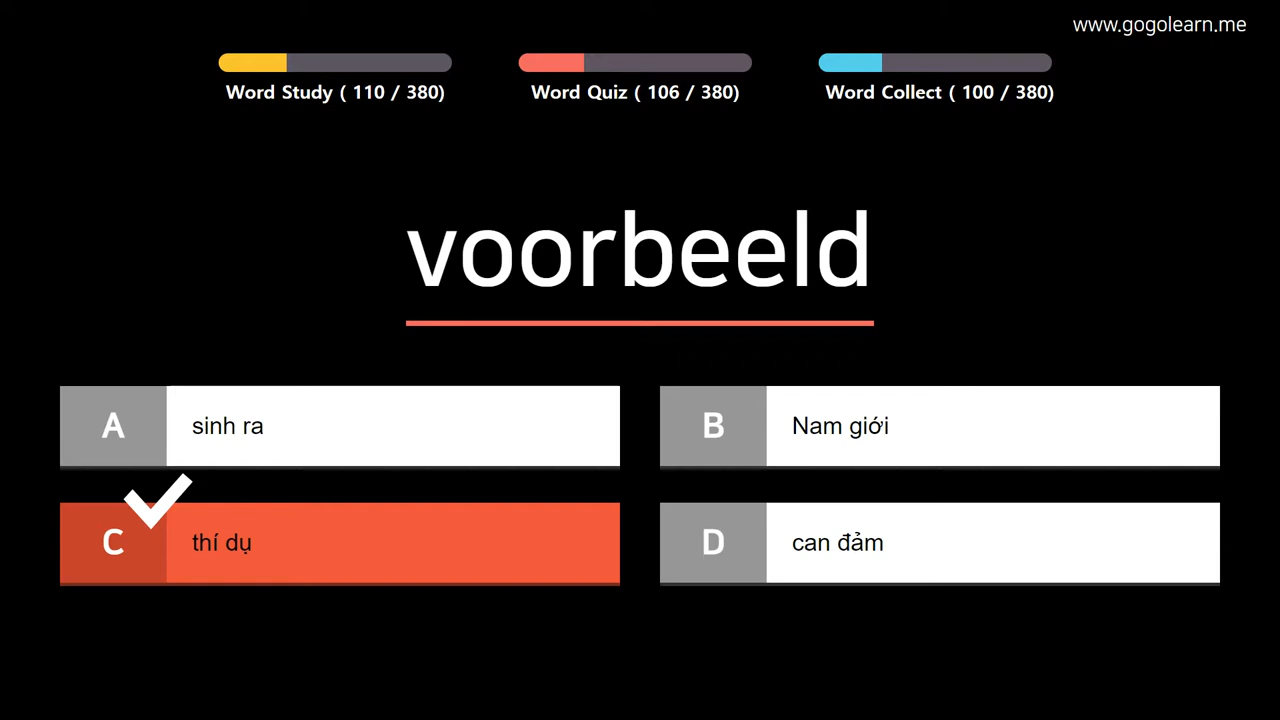 www.gogolearn.me
Word Study ( 110 / 380)
Word Quiz ( 106 / 380)
Word Collect ( 100 / 380)
voorbeeld
A sinh ra
B Nam giới
C thí dụ
D can đảm